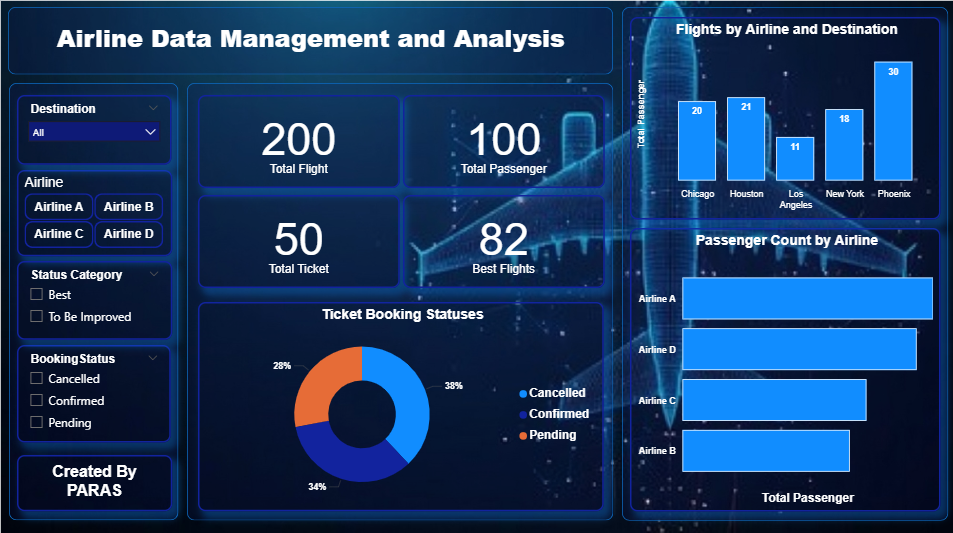 Airline Data Management and Analysis
Destination
All
Airline
Airline A
Airline B
Airline C
Airline D
Status Category
Best
To Be Improved
BookingStatus
Cancelled
Confirmed
Pending
Created By
PARAS
200
Total Flight
100
Total Passenger
50
Total Ticket
82
Best Flights
Ticket Booking Statuses
28%
38%
34%
Cancelled
Confirmed
Pending
Flights by Airline and Destination
Total Passenger
20
21
11
18
30
Chicago
Houston
Los
Angeles
New York
Phoenix
Passenger Count by Airline
Airline A
Airline D
Airline C
Airline B
Total Passenger